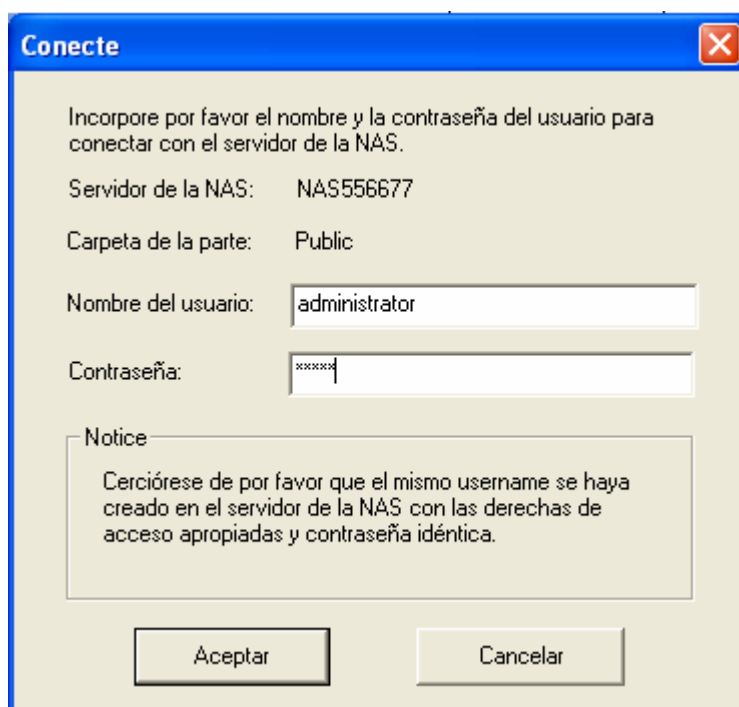 Conecte
Incorpore por favor el nombre y la contraseña del usuario para
conectar con el servidor de la NAS.
Servidor de la NAS: NAS556677
Carpeta de la parte: Public
Nombre del usuario: administrator
Contraseña: *****
Notice
Cerciórese de por favor que el mismo username se haya
creado en el servidor de la NAS con las derechas de
acceso apropiadas y contraseña idéntica.
Aceptar Cancelar